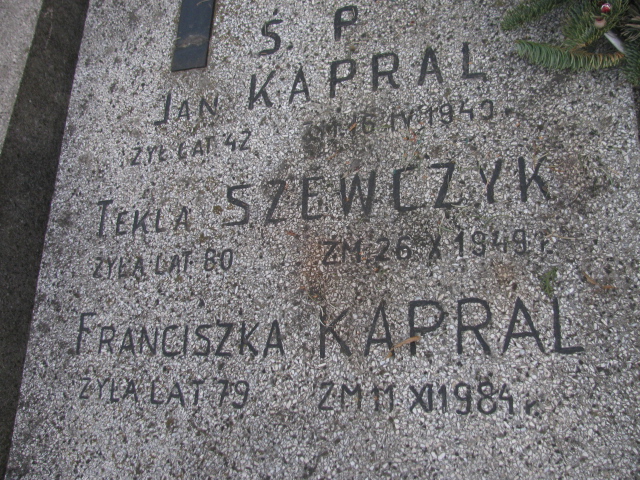 Ś. P
JAN KAPRAL
ŻYŁ LAT 42 ZM. 16 IV 1940
TEKLA SZEWCZYK
ŻYŁA LAT 80 ZM 26 X 1949 r.
FRANCISZKA KAPRAL
ŻYŁA LAT 79 ZM 11 XI 1984 r.